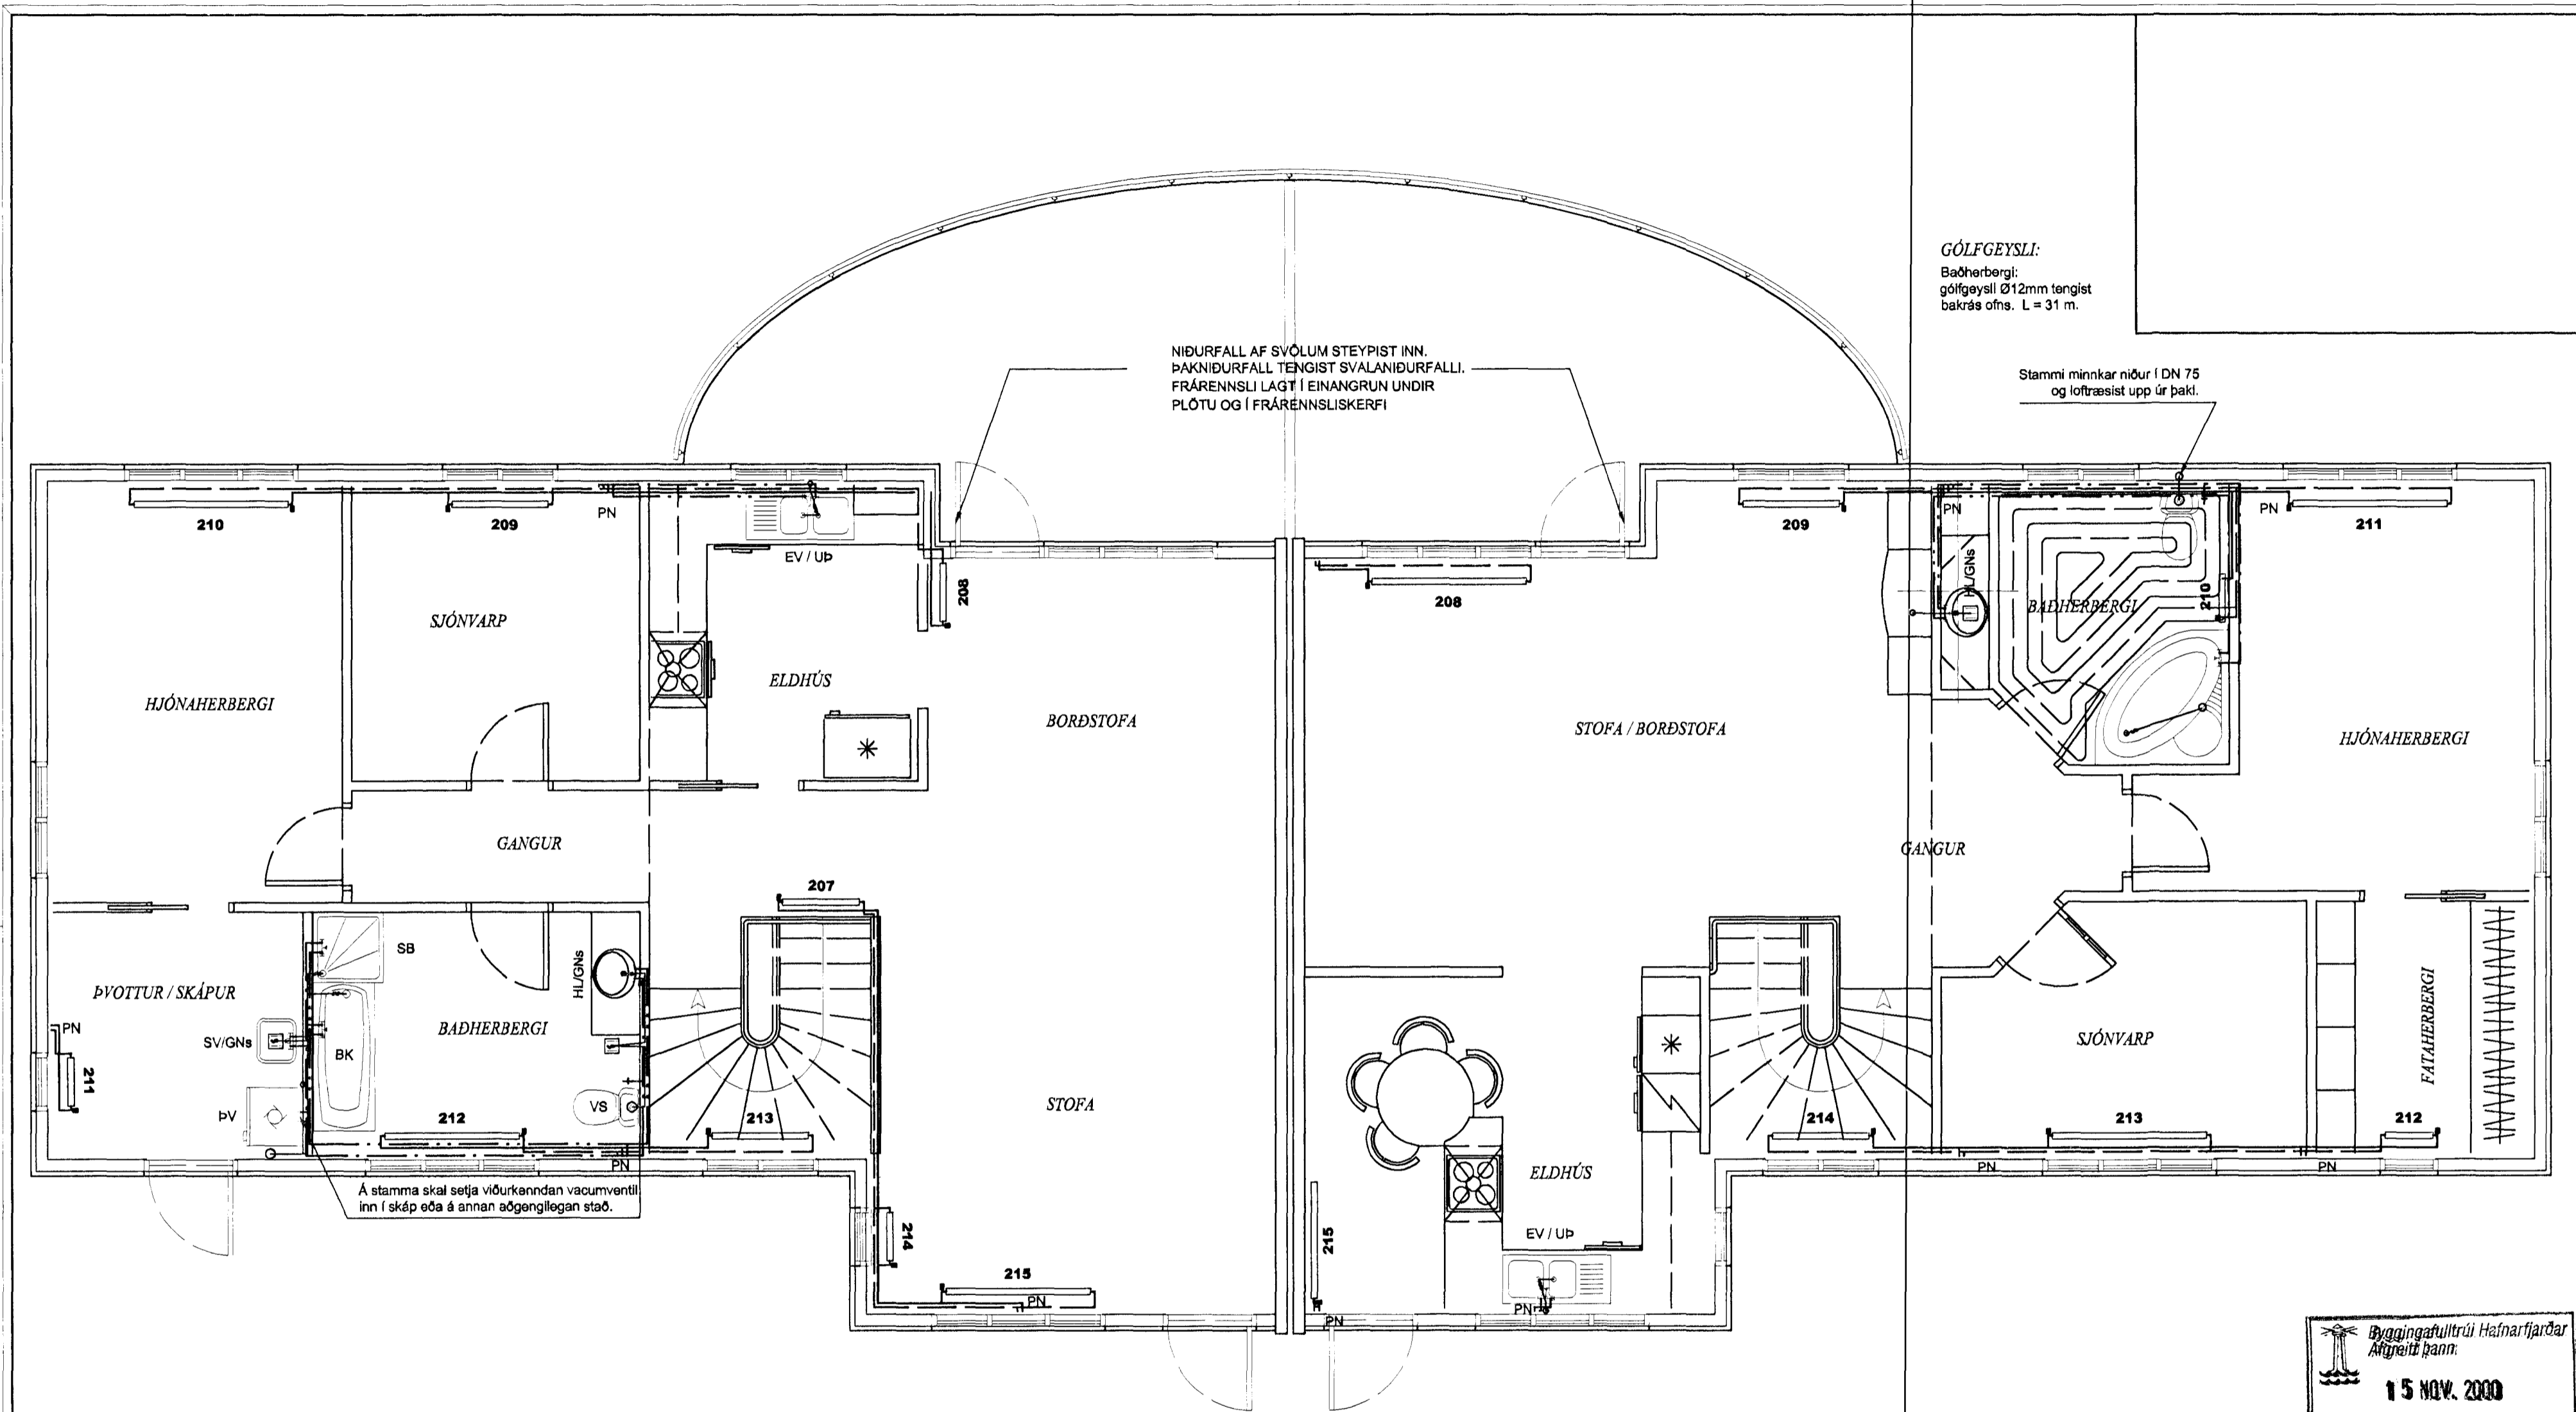 GÓLFGEYSLI:
Baðherbergi:
gólfgeysli Ø12mm tengist
bakrás ofns. L = 31 m.
NIÐURFALL AF SVÖLUM STEYPIST INN.
ÞAKNIÐURFALL TENGIST SVALANIÐURFALLI.
FRÁRENNSLI LAGT Í EINANGRUN UNDIR
PLÖTU OG Í FRÁRENNSLISKERFI
Stammi minnkar niður í DN 75
og loftræsist upp úr þaki.
210
209
PN
EV / UÞ
208
SJÓNVARP
HJÓNAHERBERGI
ELDHÚS
BORÐSTOFA
GANGUR
207
SB
HL/GNs
ÞVOTTUR / SKÁPUR
PN
SV/GNs
BK
BAÐHERBERGI
211
ÞV
VS
212
213
STOFA
PN
Á stamma skal setja viðurkenndan vacumventil
inn í skáp eða á annan aðgengilegan stað.
214
215
PN
208
209
PN
HL/GNs
BAÐHERBERGI
210
PN
211
STOFA / BORÐSTOFA
HJÓNAHERBERGI
GANGUR
SJÓNVARP
FATAHERBERGI
214
213
212
PN
PN
ELDHÚS
215
EV / UÞ
PN
PN
Byggingafulltrúi Hafnarfjarðar
Afgreitt þann:
15 NOV. 2000